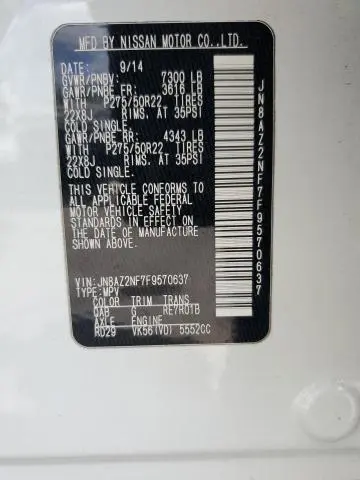 MFD BY NISSAN MOTOR CO.,LTD.
DATE: 9/14
GVWR/PNBV: 7300 LB
GAWR/PNBE FR: 3616 LB
WITH P275/50R22 TIRES
22X8J RIMS. AT 35PSI
COLD SINGLE.
GAWR/PNBE RR: 4343 LB
WITH P275/50R22 TIRES
22X8J RIMS. AT 35PSI
COLD SINGLE.
THIS VEHICLE CONFORMS TO
ALL APPLICABLE FEDERAL
MOTOR VEHICLE SAFETY
STANDARDS IN EFFECT ON
THE DATE OF MANUFACTURE
SHOWN ABOVE.
VIN: JN8AZ2NF7F9570637
TYPE: MPV
COLOR TRIM TRANS
QAB G RE7R01B
AXLE ENGINE
RD29 VK56(VD) 5552CC
JN8AZ2NF7F9570637